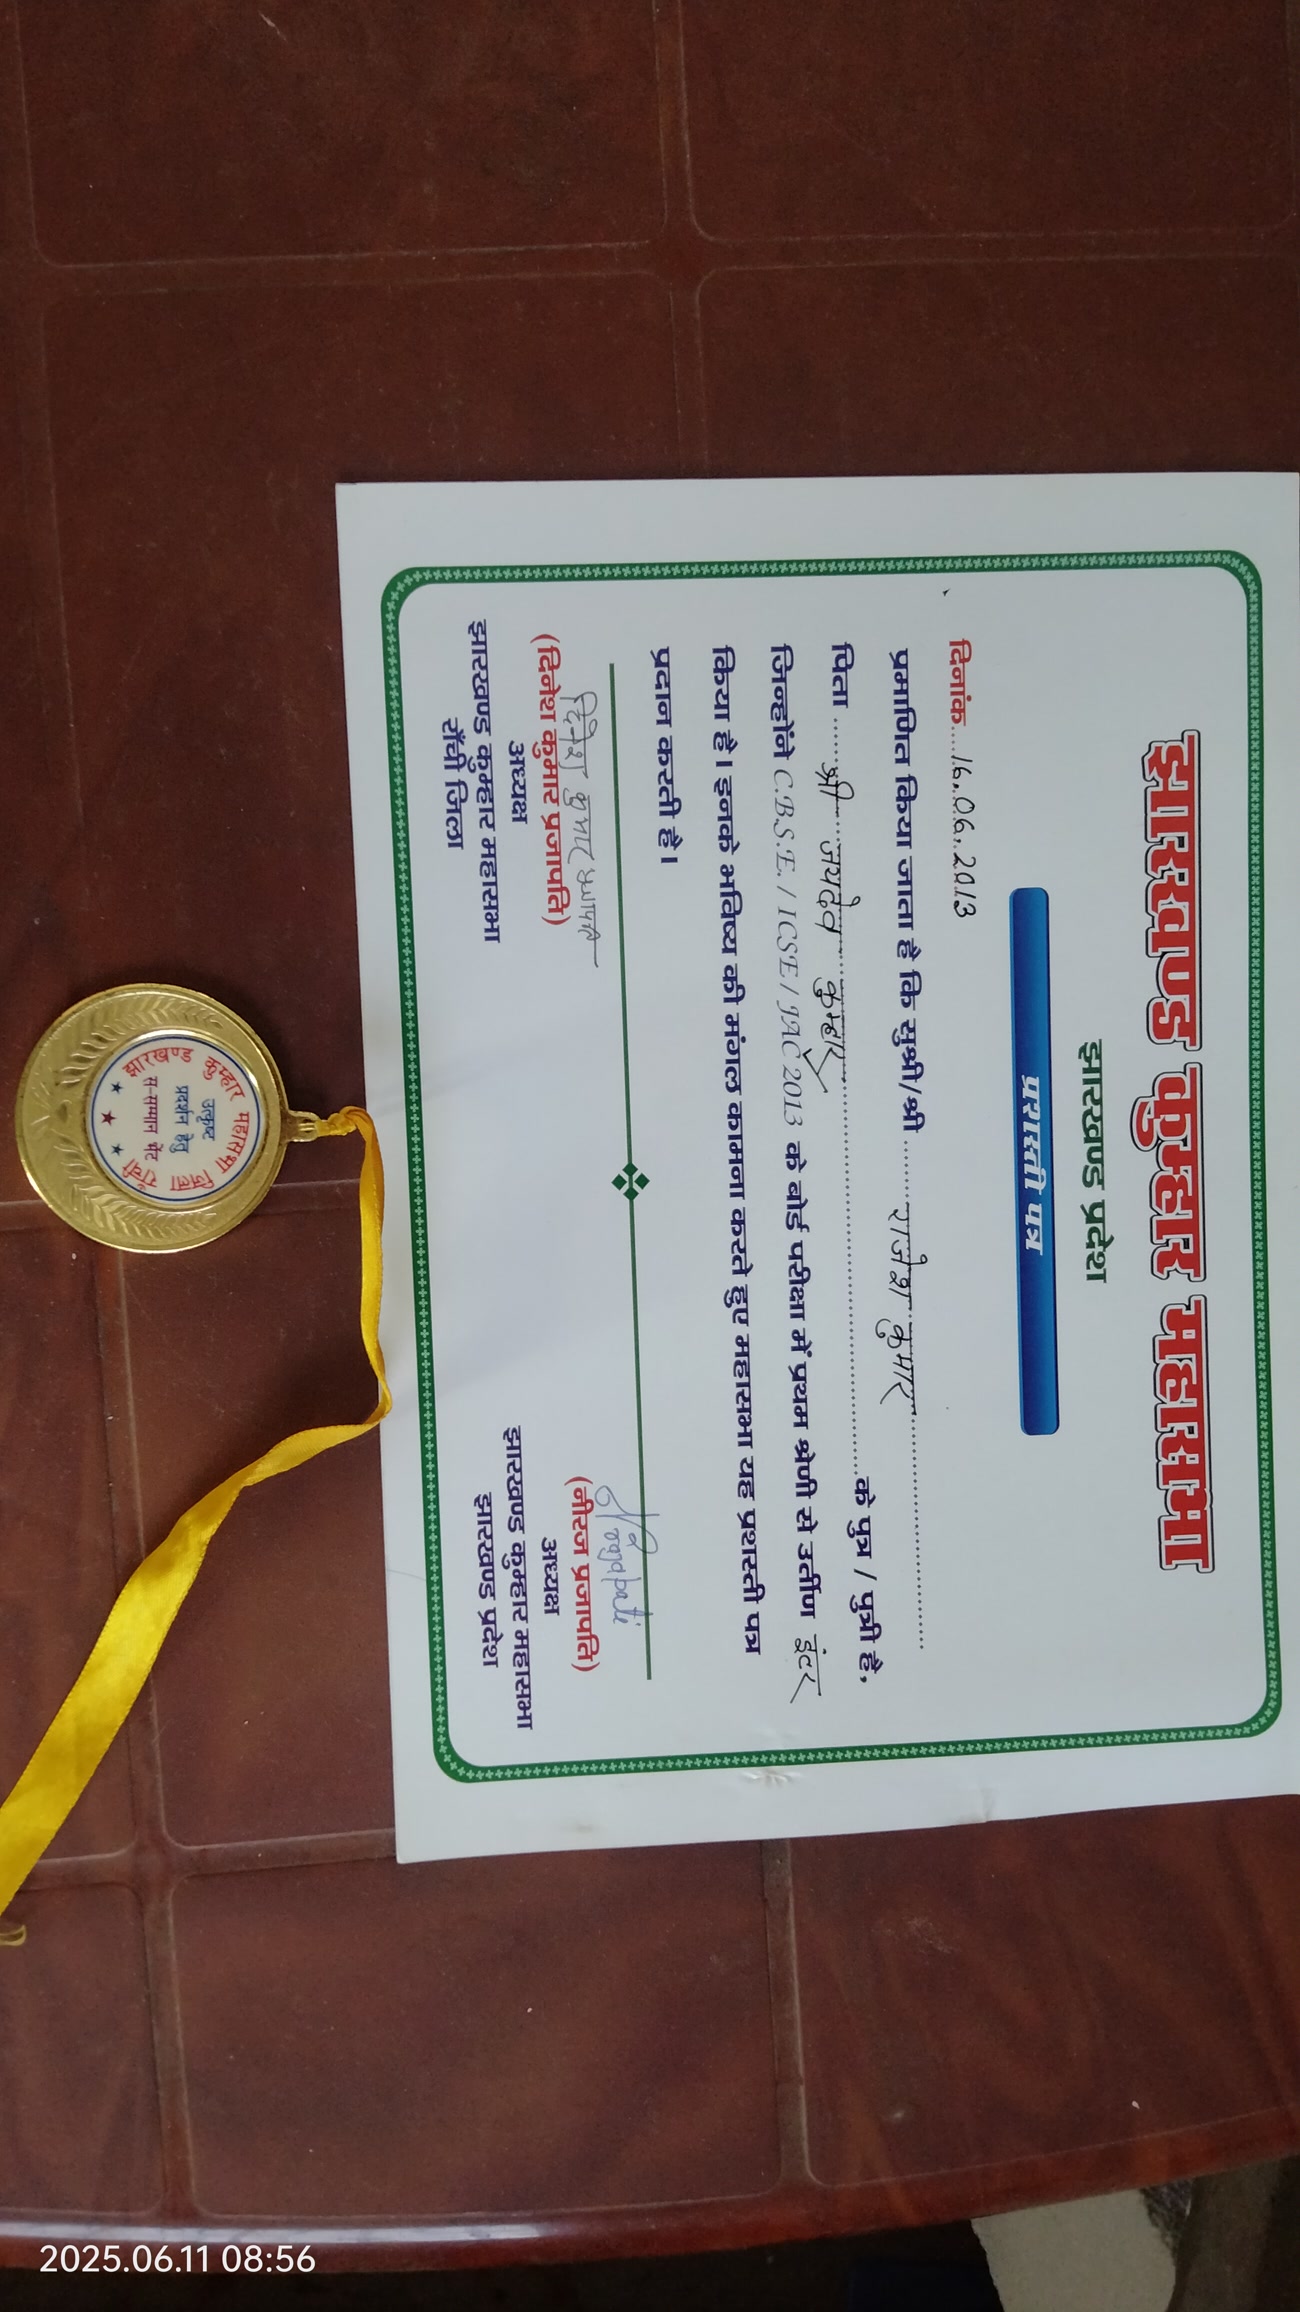 झारखण्ड कुम्हार महासभा
झारखण्ड प्रदेश
प्रशस्ती पत्र
दिनांक....16.06.2013
प्रमाणित किया जाता है कि सुश्री/श्री .......... राजेश कुमार ..........
पिता ...... श्री जयदेव कुम्हार .......... के पुत्र / पुत्री है,
जिन्होंने C.B.S.E. / ICSE / JAC 2013 के बोर्ड परीक्षा में प्रथम श्रेणी से उर्तीण इंटर
किया है। इनके भविष्य की मंगल कामना करते हुए महासभा यह प्रशस्ती पत्र
प्रदान करती है।
दिनेश कुमार प्रजापति
(दिनेश कुमार प्रजापति)
अध्यक्ष
झारखण्ड कुम्हार महासभा
राँची जिला
(नीरज प्रजापति)
अध्यक्ष
झारखण्ड कुम्हार महासभा
झारखण्ड प्रदेश
झारखण्ड कुम्हार महासभा जिला राँची
उत्कृष्ट
प्रदर्शन हेतु
स-सम्मान भेंट
2025.06.11 08:56